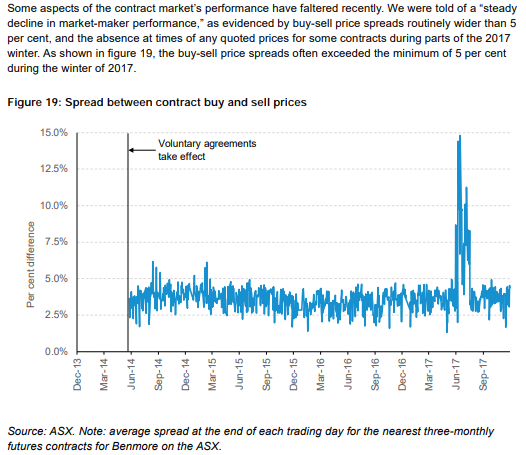 Some aspects of the contract market's performance have faltered recently. We were told of a "steady
decline in market-maker performance," as evidenced by buy-sell price spreads routinely wider than 5
per cent, and the absence at times of any quoted prices for some contracts during parts of the 2017
winter. As shown in figure 19, the buy-sell price spreads often exceeded the minimum of 5 per cent
during the winter of 2017.
Figure 19: Spread between contract buy and sell prices
15.0%
12.5%
10.0%
7.5%
5.0%
2.5%
0.0%
Per cent difference
Voluntary agreements
take effect
Dec-13
Mar-14
Jun-14
Sep-14
Dec-14
Mar-15
Jun-15
Sep-15
Dec-15
Mar-16
Jun-16
Sep-16
Dec-16
Mar-17
Jun-17
Sep-17
Source: ASX. Note: average spread at the end of each trading day for the nearest three-monthly
futures contracts for Benmore on the ASX.